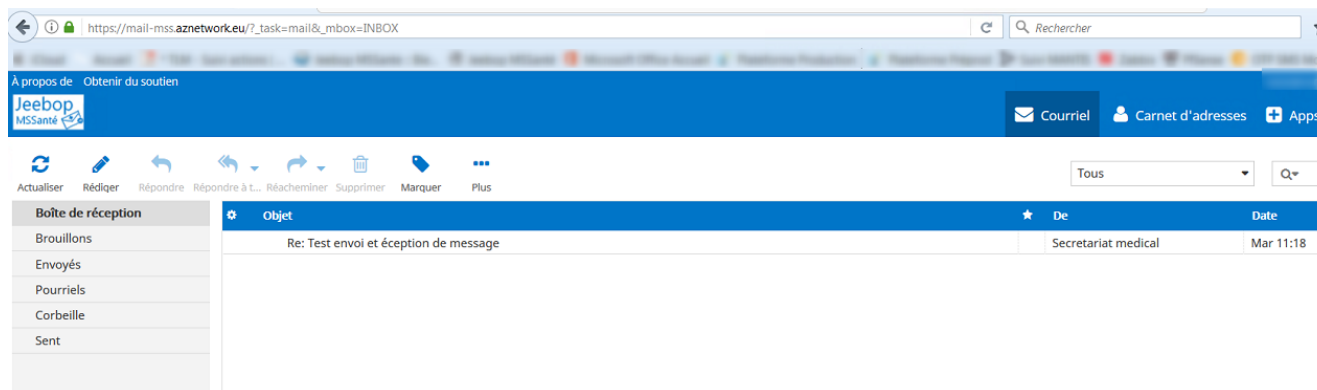 https://mail-mss.aznetwork.eu/?_task=mail&_mbox=INBOX Rechercher
À propos de Obtenir du soutien
Jeebop
MSSanté
Courriel Carnet d'adresses Apps
Actualiser Rédiger Répondre Répondre à t... Réacheminer Supprimer Marquer Plus
Tous
Boîte de réception Objet De Date
Brouillons Re: Test envoi et éception de message Secretariat medical Mar 11:18
Envoyés
Pourriels
Corbeille
Sent